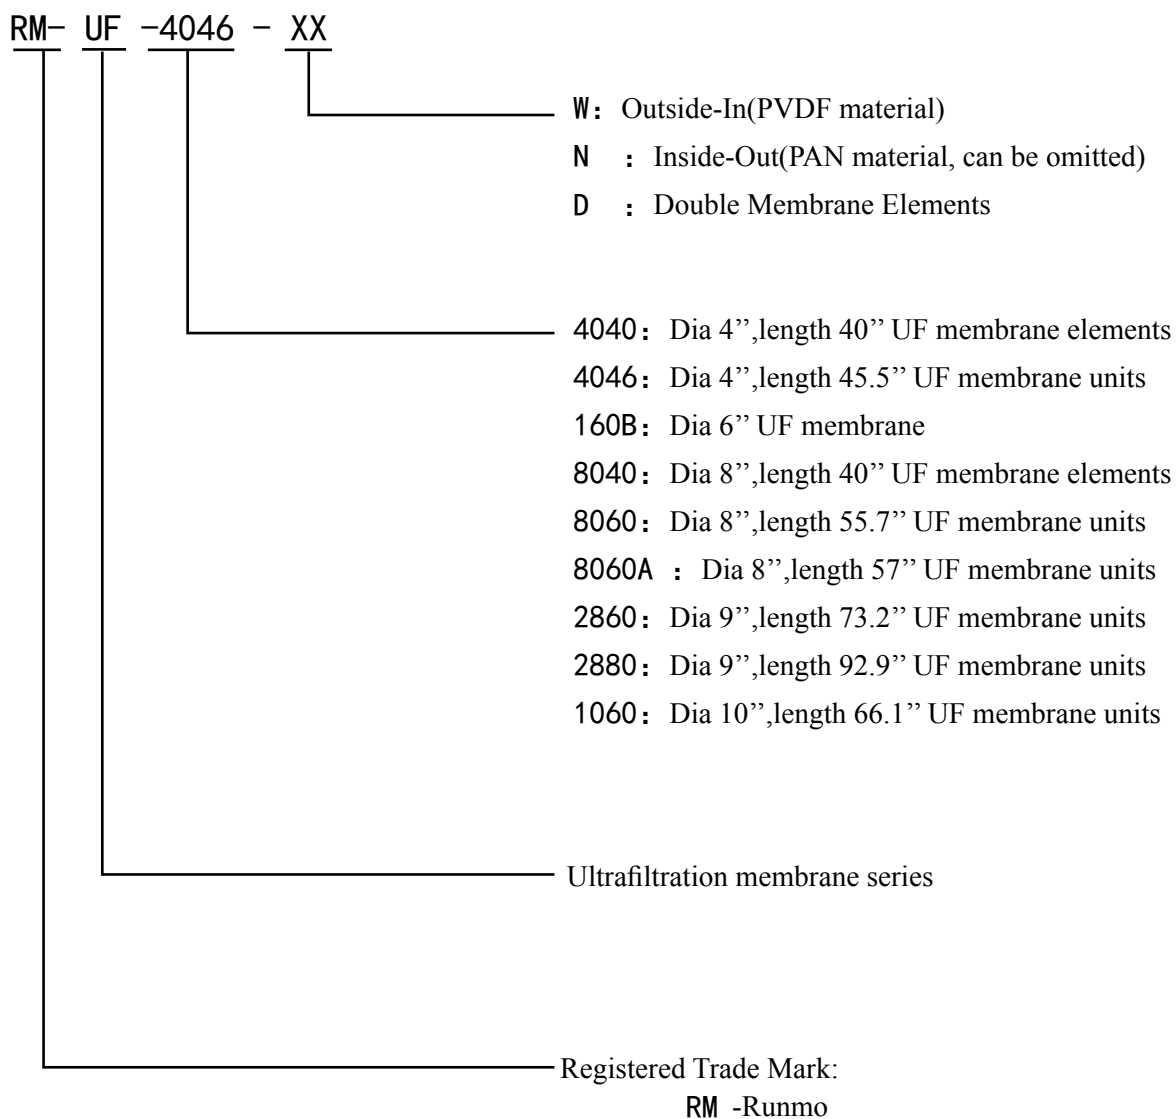 RM- UF -4046 - XX
W: Outside-In(PVDF material)
N : Inside-Out(PAN material, can be omitted)
D : Double Membrane Elements
4040: Dia 4’’,length 40’’ UF membrane elements
4046: Dia 4’’,length 45.5’’ UF membrane units
160B: Dia 6’’ UF membrane
8040: Dia 8’’,length 40’’ UF membrane elements
8060: Dia 8’’,length 55.7’’ UF membrane units
8060A : Dia 8’’,length 57’’ UF membrane units
2860: Dia 9’’,length 73.2’’ UF membrane units
2880: Dia 9’’,length 92.9’’ UF membrane units
1060: Dia 10’’,length 66.1’’ UF membrane units
Ultrafiltration membrane series
Registered Trade Mark:
RM -Runmo